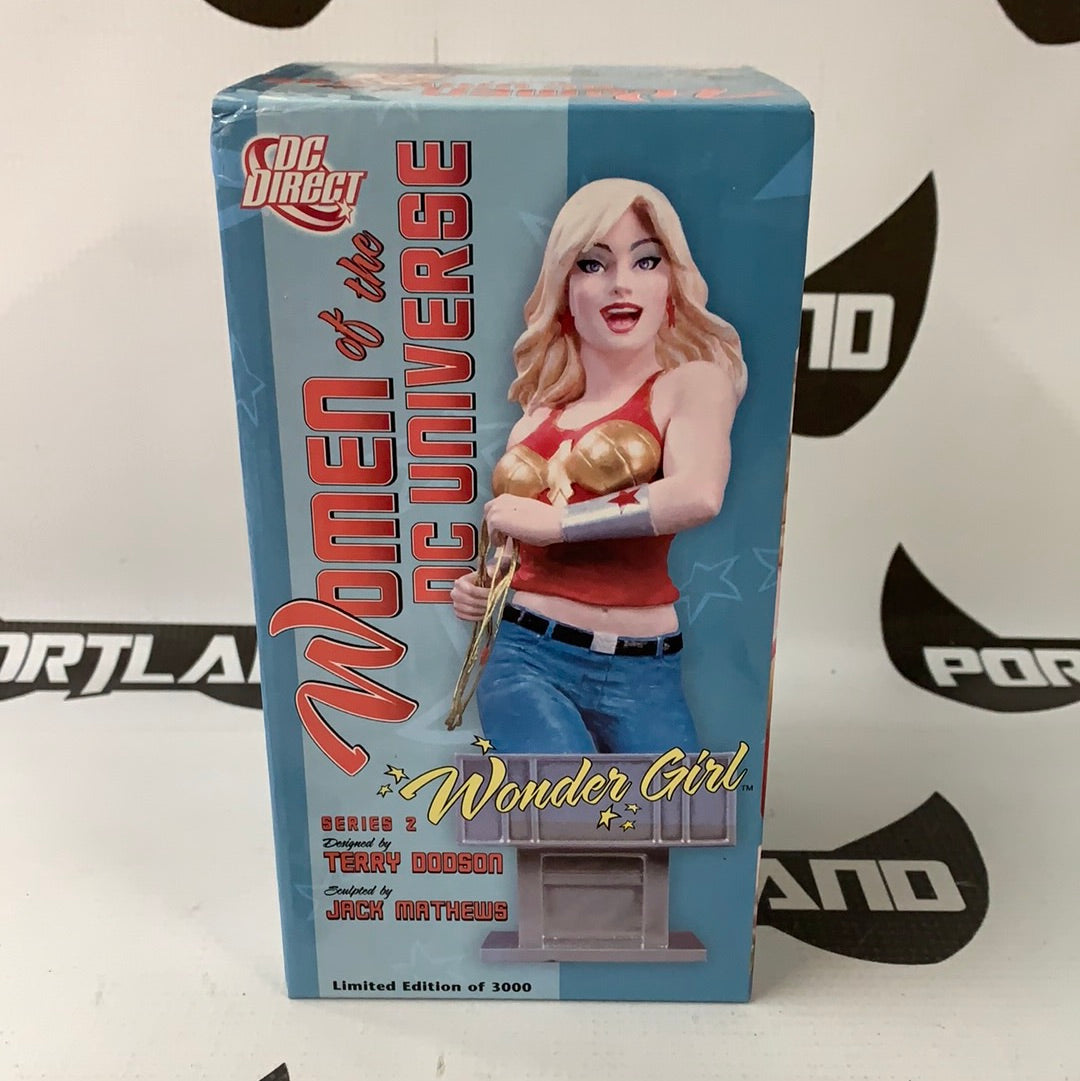 DC
DIRECT
Women of the
DC UNIVERSE
Wonder Girl™
SERIES 2
Designed by
TERRY DODSON
Sculpted by
JACK MATHEWS
Limited Edition of 3000